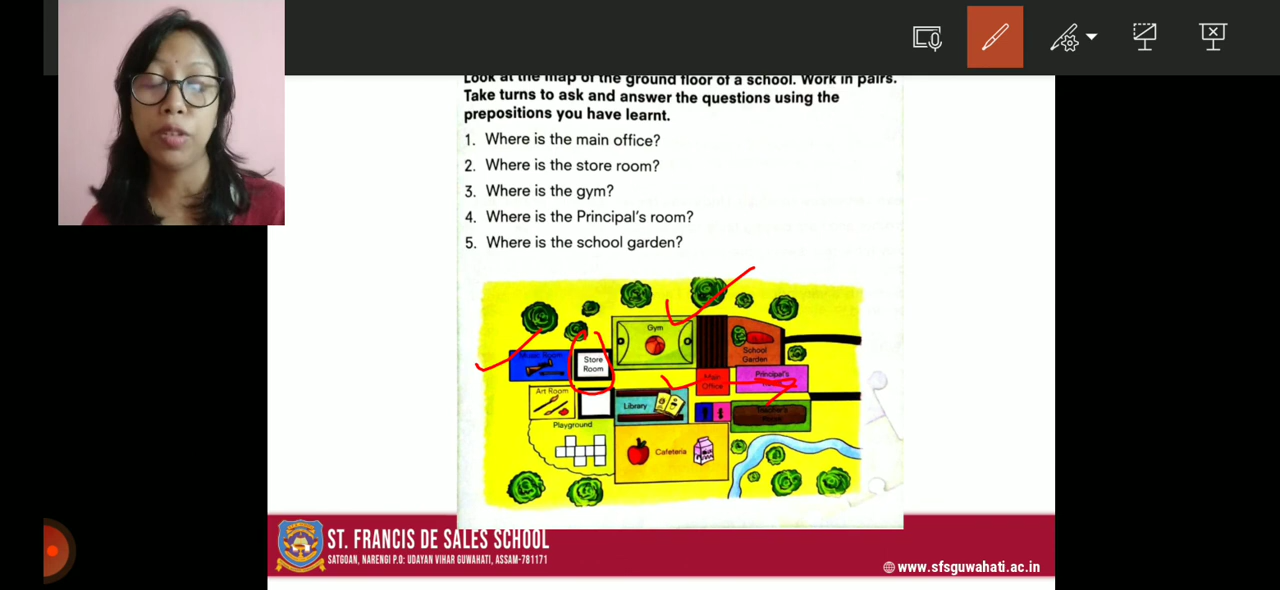 Look at the map of the ground floor of a school. Work in pairs.
Take turns to ask and answer the questions using the
prepositions you have learnt.
1. Where is the main office?
2. Where is the store room?
3. Where is the gym?
4. Where is the Principal's room?
5. Where is the school garden?
Gym
School
Garden
Music Room
Store
Room
Main
Office
Principal's
Art Room
Library
Teacher's
Playground
Cafeteria
ST. FRANCIS DE SALES SCHOOL
SATGOAN, NARENGI P.O: UDAYAN VIHAR GUWAHATI, ASSAM-781171
www.sfsguwahati.ac.in